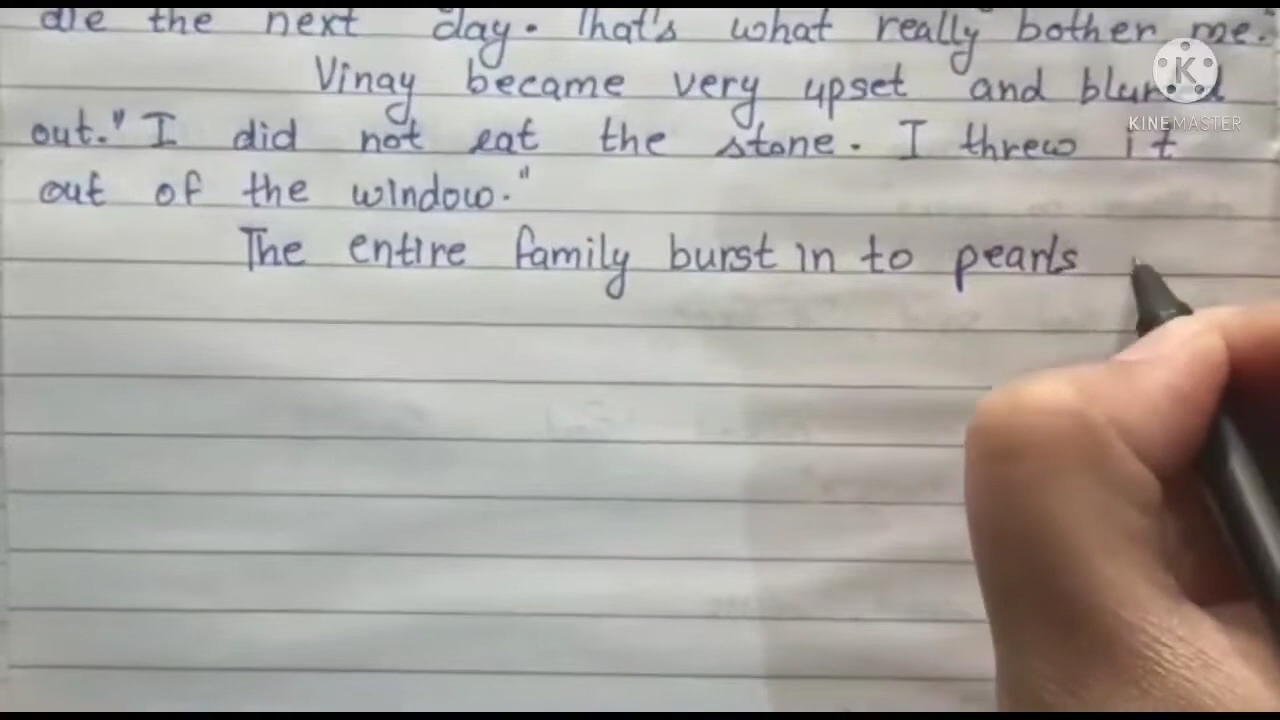 die the next day. That's what really bother me."
Vinay became very upset and blurted
out."I did not eat the stone. I threw it
out of the window."
The entire family burst in to pearls
K
KINEMASTER